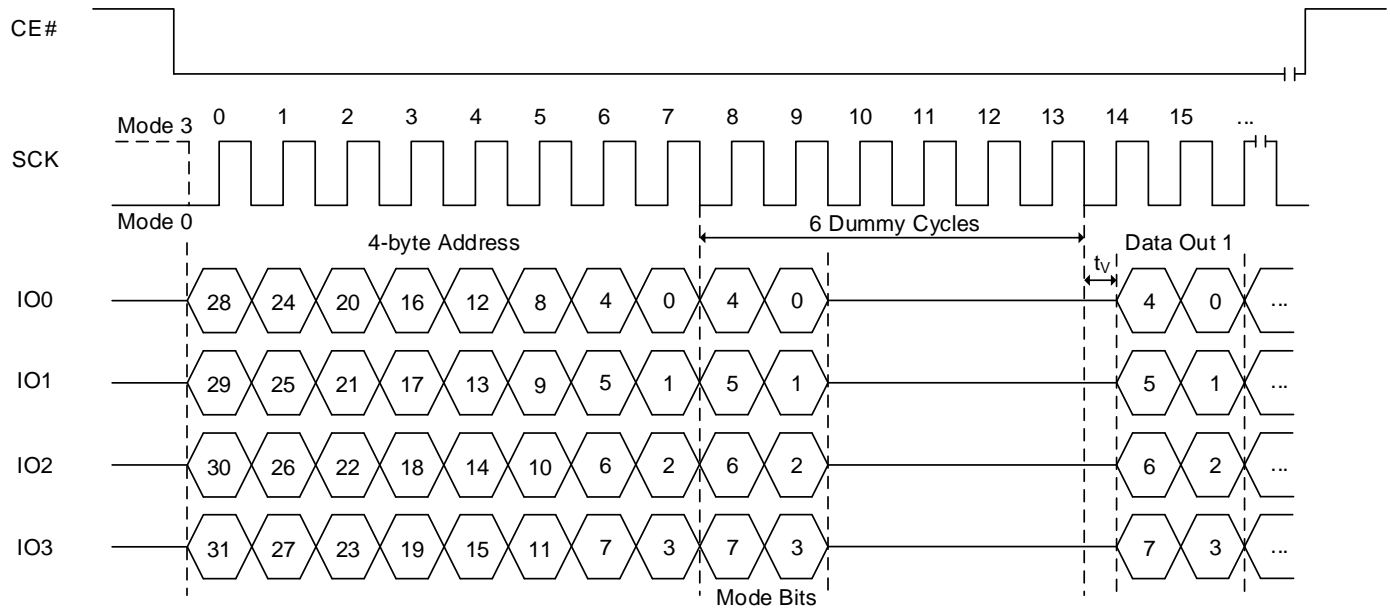 CE#
0 1 2 3 4 5 6 7 8 9 10 11 12 13 14 15 ...
Mode 3
SCK
Mode 0
4-byte Address 6 Dummy Cycles Data Out 1
tV
IO0 28 24 20 16 12 8 4 0 4 0 4 0 ...
IO1 29 25 21 17 13 9 5 1 5 1 5 1 ...
IO2 30 26 22 18 14 10 6 2 6 2 6 2 ...
IO3 31 27 23 19 15 11 7 3 7 3 7 3 ...
Mode Bits